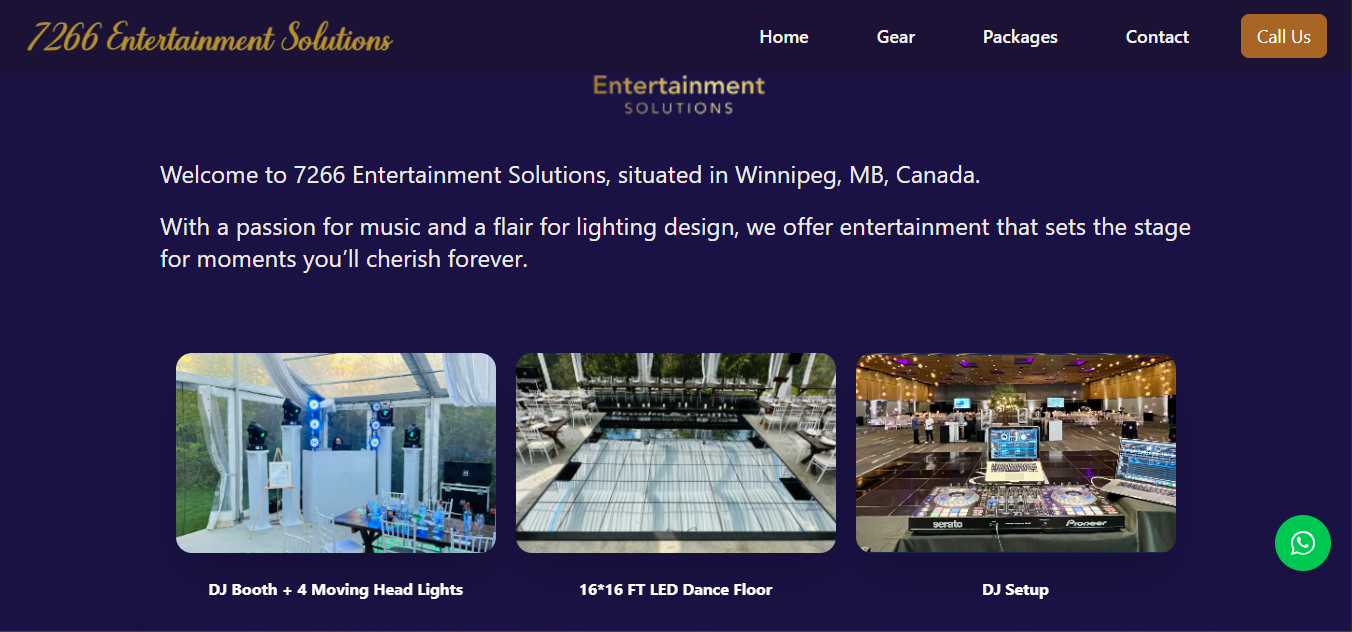 7266 Entertainment Solutions
Home
Gear
Packages
Contact
Call Us
Entertainment
SOLUTIONS
Welcome to 7266 Entertainment Solutions, situated in Winnipeg, MB, Canada.
With a passion for music and a flair for lighting design, we offer entertainment that sets the stage
for moments you’ll cherish forever.
serato
Pioneer
DJ Booth + 4 Moving Head Lights
16*16 FT LED Dance Floor
DJ Setup